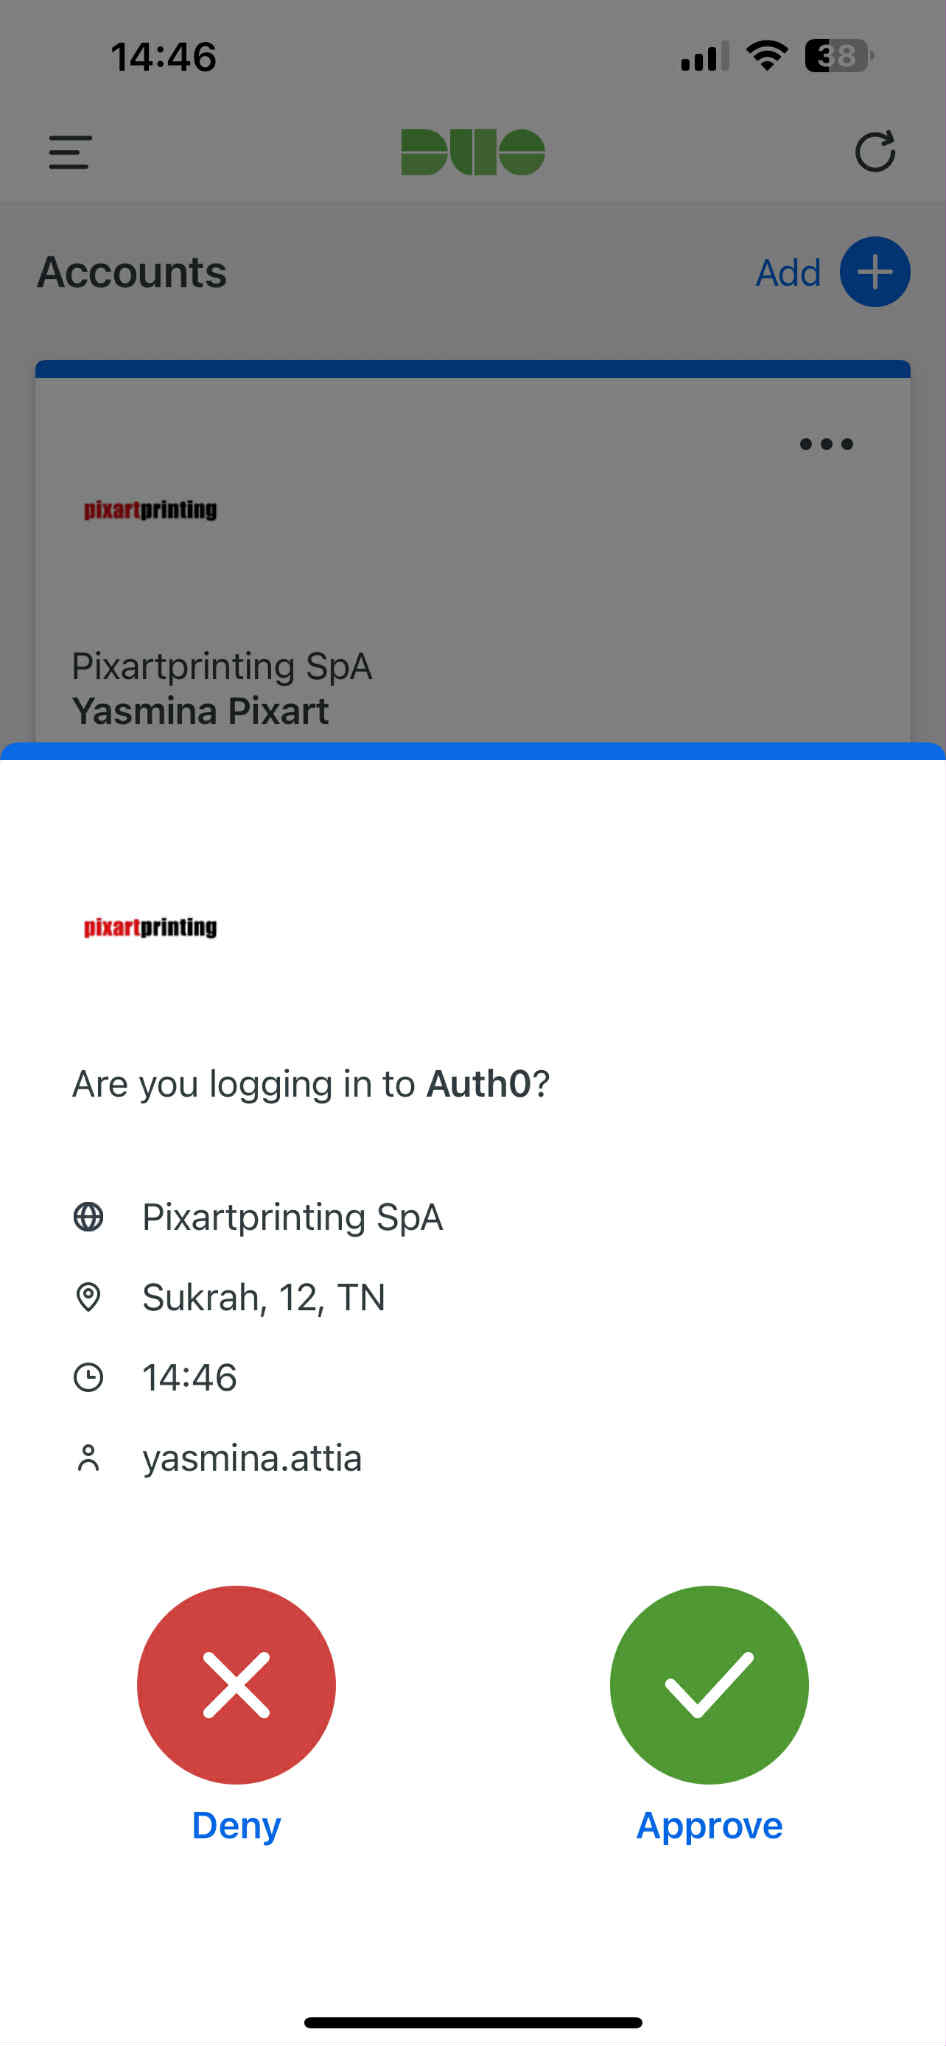 14:46
38
DUO
Accounts
Add
pixartprinting
Pixartprinting SpA
Yasmina Pixart
pixartprinting
Are you logging in to Auth0?
Pixartprinting SpA
Sukrah, 12, TN
14:46
yasmina.attia
Deny
Approve